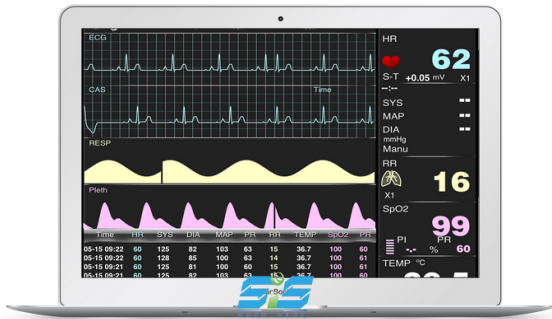 ECG
CAS Time
RESP
Pleth
Time HR SYS DIA MAP PR RR TEMP SpO2 PR
05-15 09:22 60 125 82 103 63 15 36.7 100 60
05-15 09:22 60 128 85 100 64 14 36.7 100 61
05-15 09:21 60 125 81 100 60 14 36.7 100 60
05-15 09:21 60 125 82 103 63 15 36.7 100 61
HR
62
S-T +0.05 mV X1
--:--
SYS --
MAP --
DIA --
mmHg
Manu
RR
16
X1
SpO2
99
PI -.- % PR 60
TEMP °C